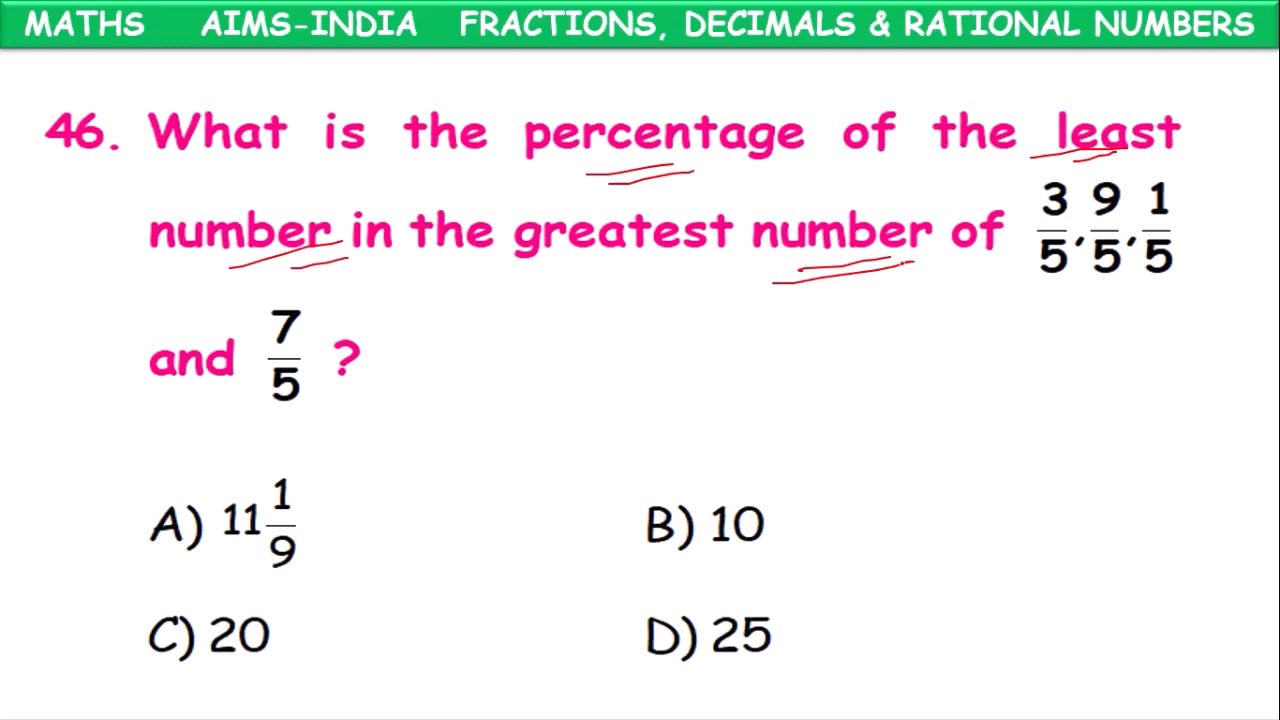 MATHS AIMS-INDIA FRACTIONS, DECIMALS & RATIONAL NUMBERS
46. What is the percentage of the least
number in the greatest number of 3/5, 9/5, 1/5
and 7/5 ?
A) 11 1/9 B) 10
C) 20 D) 25